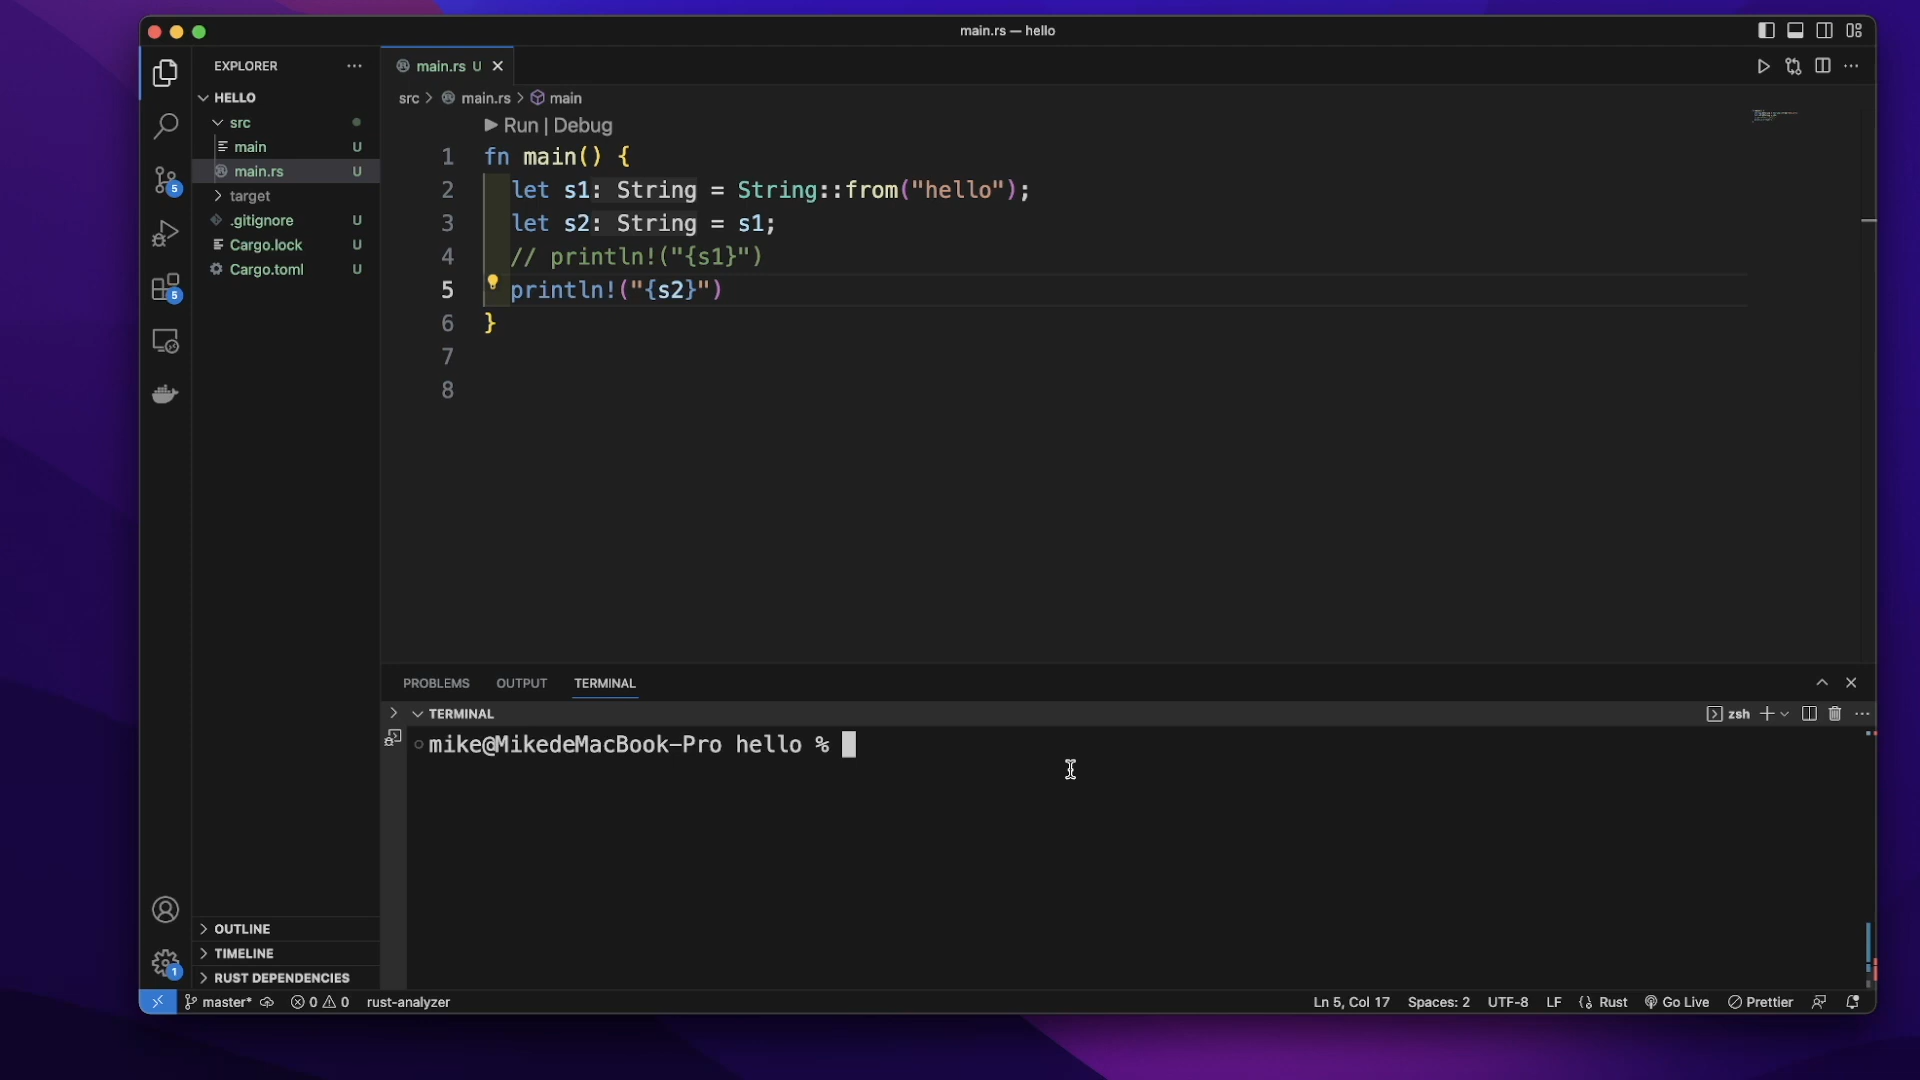 main.rs — hello
EXPLORER
HELLO
src
main U
main.rs U
target
.gitignore U
Cargo.lock U
Cargo.toml U
OUTLINE
TIMELINE
RUST DEPENDENCIES
5
5
1
main.rs U
src > main.rs > main
Run | Debug
1 fn main() {
2 let s1: String = String::from("hello");
3 let s2: String = s1;
4 // println!("{s1}")
5 println!("{s2}")
6 }
7
8
PROBLEMS OUTPUT TERMINAL
TERMINAL zsh
mike@MikedeMacBook-Pro hello %
master* 0 0 rust-analyzer Ln 5, Col 17 Spaces: 2 UTF-8 LF Rust Go Live Prettier